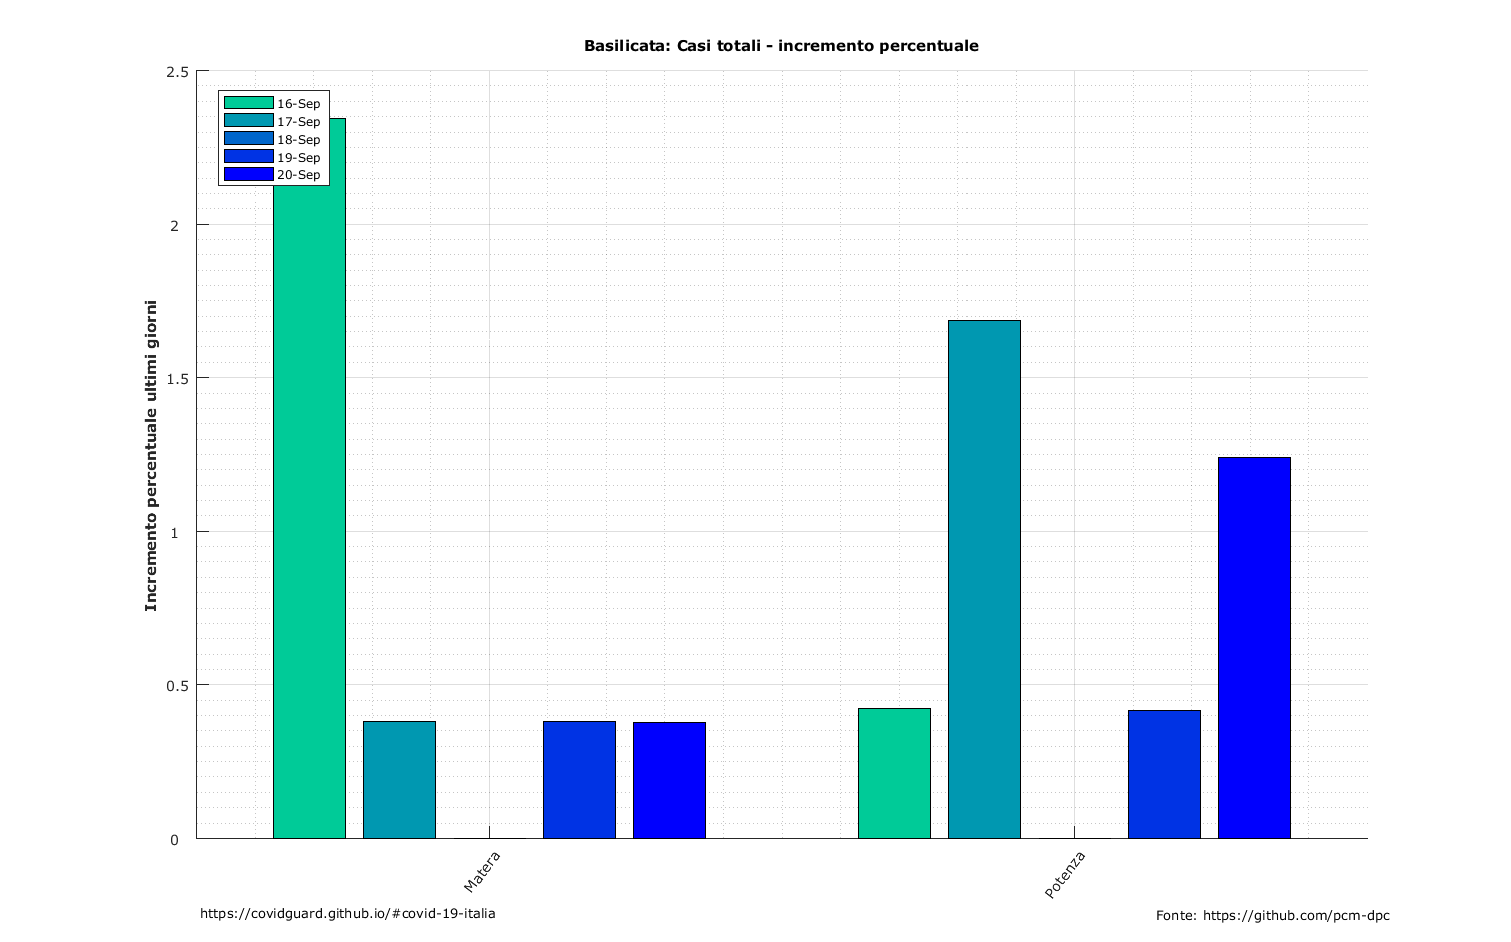 Basilicata: Casi totali - incremento percentuale
2.5
2
1.5
1
0.5
0
Incremento percentuale ultimi giorni
16-Sep
17-Sep
18-Sep
19-Sep
20-Sep
Matera
Potenza
https://covidguard.github.io/#covid-19-italia
Fonte: https://github.com/pcm-dpc